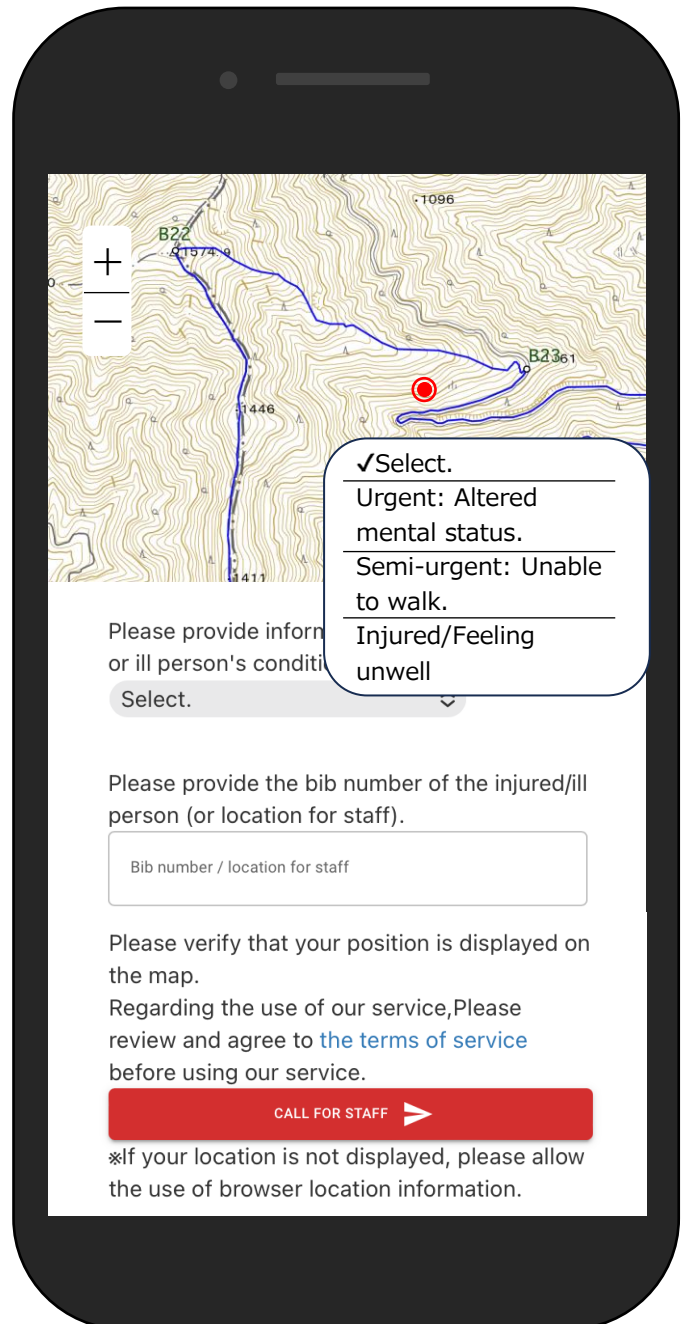 1096
B22
1574.9
B23
61
1446
1411
✓Select.
Urgent: Altered
mental status.
Semi-urgent: Unable
to walk.
Injured/Feeling
unwell
Please provide
or ill person's
Select.
Please provide the bib number of the injured/ill
person (or location for staff).
Bib number / location for staff
Please verify that your position is displayed on
the map.
Regarding the use of our service,Please
review and agree to the terms of service
before using our service.
CALL FOR STAFF
※If your location is not displayed, please allow
the use of browser location information.